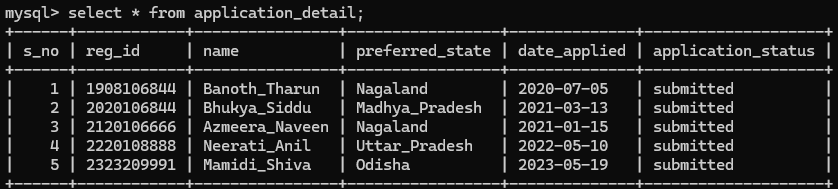 mysql> select * from application_detail;
+------+------------+----------------+-----------------+--------------+--------------------+
| s_no | reg_id     | name           | preferred_state | date_applied | application_status |
+------+------------+----------------+-----------------+--------------+--------------------+
|    1 | 1908106844 | Banoth_Tharun  | Nagaland        | 2020-07-05   | submitted          |
|    2 | 2020106844 | Bhukya_Siddu   | Madhya_Pradesh  | 2021-03-13   | submitted          |
|    3 | 2120106666 | Azmeera_Naveen | Nagaland        | 2021-01-15   | submitted          |
|    4 | 2220108888 | Neerati_Anil   | Uttar_Pradesh   | 2022-05-10   | submitted          |
|    5 | 2323209991 | Mamidi_Shiva   | Odisha          | 2023-05-19   | submitted          |
+------+------------+----------------+-----------------+--------------+--------------------+